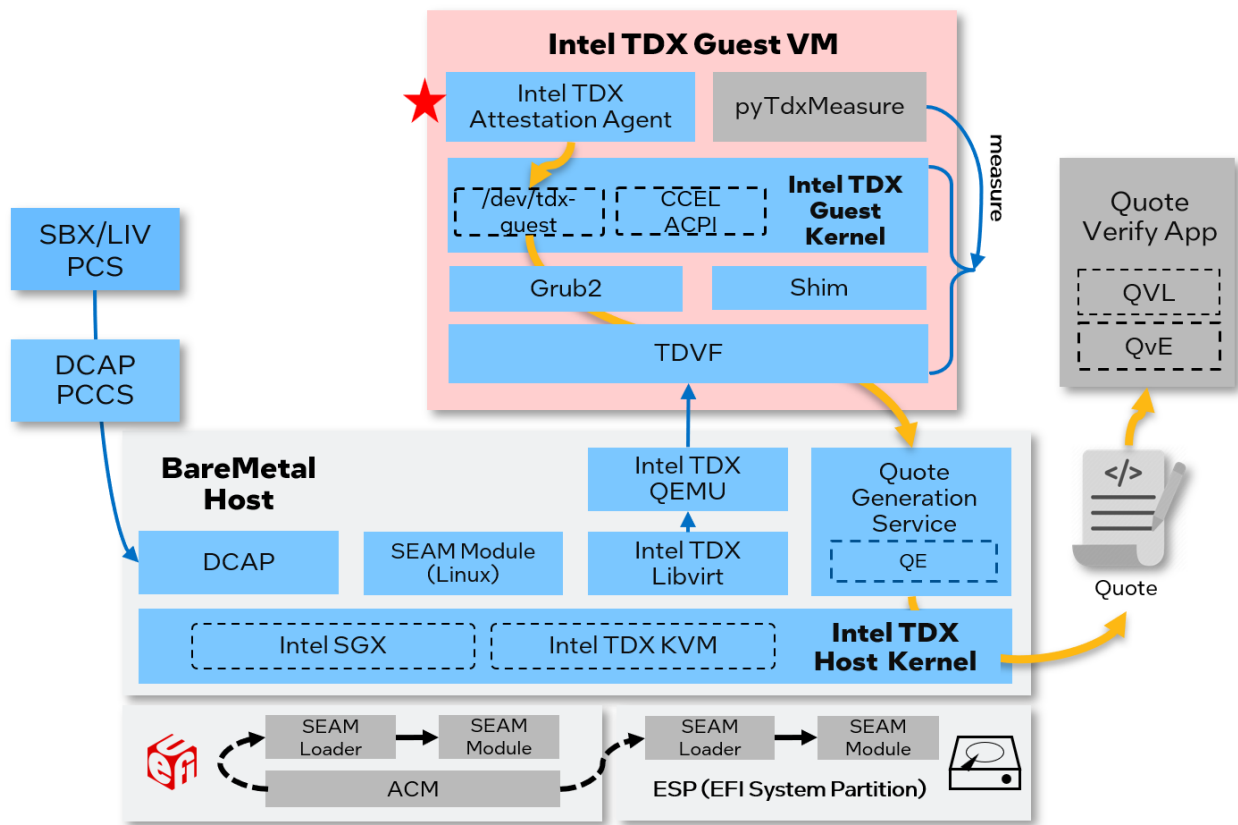 Intel TDX Guest VM
Intel TDX
Attestation Agent
pyTdxMeasure
measure
/dev/tdx-
guest
CCEL
ACPI
Intel TDX
Guest
Kernel
Grub2
Shim
TDVF
SBX/LIV
PCS
DCAP
PCCS
Quote
Verify App
QVL
QvE
</>
Quote
BareMetal
Host
Intel TDX
QEMU
Quote
Generation
Service
QE
DCAP
SEAM Module
(Linux)
Intel TDX
Libvirt
Intel SGX
Intel TDX KVM
Intel TDX
Host Kernel
UEFI
SEAM
Loader
SEAM
Module
ACM
SEAM
Loader
SEAM
Module
ESP (EFI System Partition)